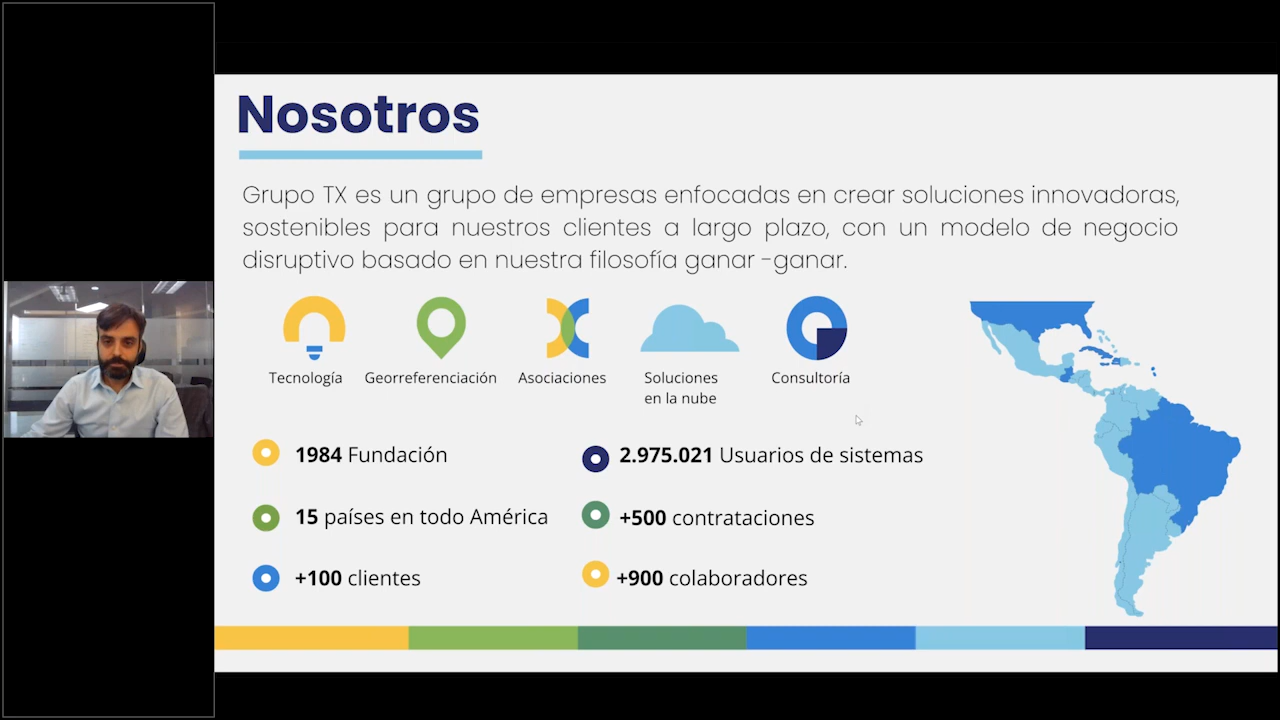 Nosotros
Grupo TX es un grupo de empresas enfocadas en crear soluciones innovadoras,
sostenibles para nuestros clientes a largo plazo, con un modelo de negocio
disruptivo basado en nuestra filosofía ganar -ganar.
Tecnología
Georreferenciación
Asociaciones
Soluciones
en la nube
Consultoría
1984 Fundación
2.975.021 Usuarios de sistemas
15 países en todo América
+500 contrataciones
+100 clientes
+900 colaboradores